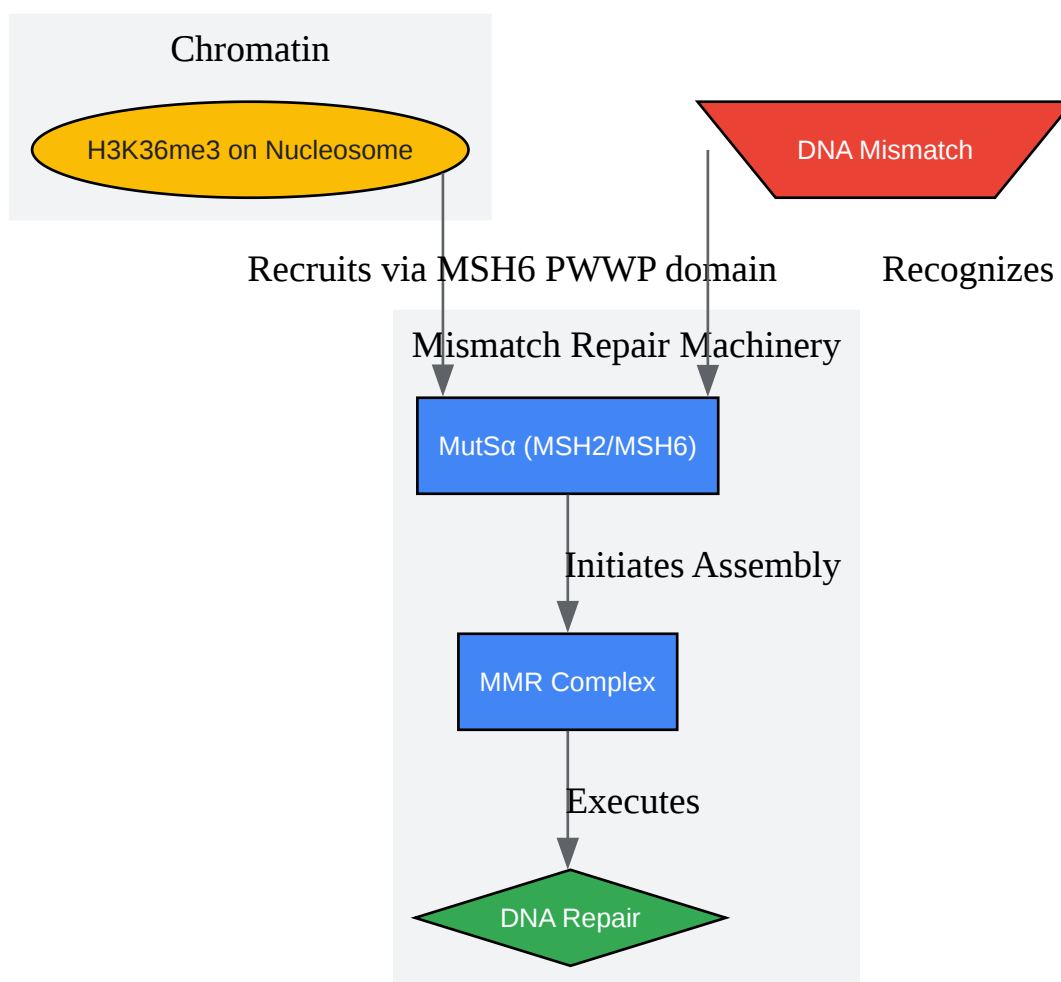 Chromatin
H3K36me3 on Nucleosome
DNA Mismatch
Recruits via MSH6 PWWP domain
Recognizes
Mismatch Repair Machinery
MutSα (MSH2/MSH6)
Initiates Assembly
MMR Complex
Executes
DNA Repair